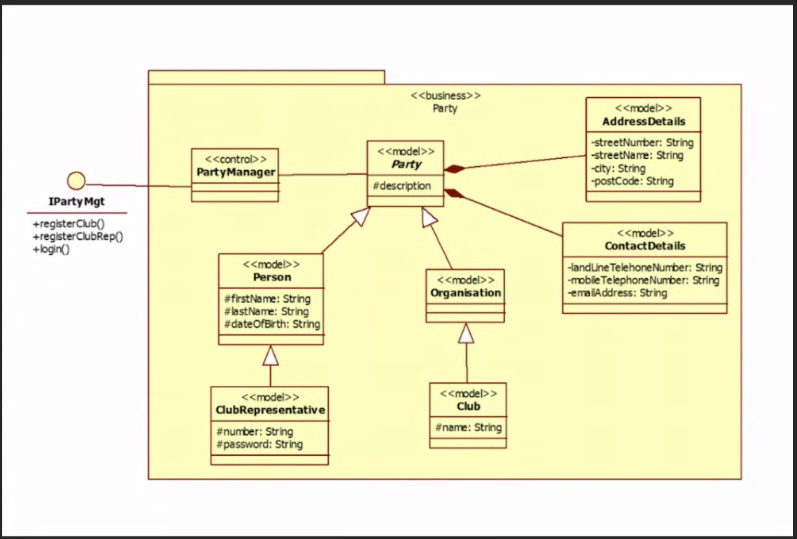 <<business>>
Party
<<model>>
AddressDetails
-streetNumber: String
-streetName: String
-city: String
-postCode: String
<<model>>
Party
#description
<<control>>
PartyManager
IPartyMgt
+registerClub()
+registerClubRep()
+login()
<<model>>
ContactDetails
-landLineTelehoneNumber: String
-mobileTelephoneNumber: String
-emailAddress: String
<<model>>
Person
#firstName: String
#lastName: String
#dateOfBirth: String
<<model>>
Organisation
<<model>>
ClubRepresentative
#number: String
#password: String
<<model>>
Club
#name: String